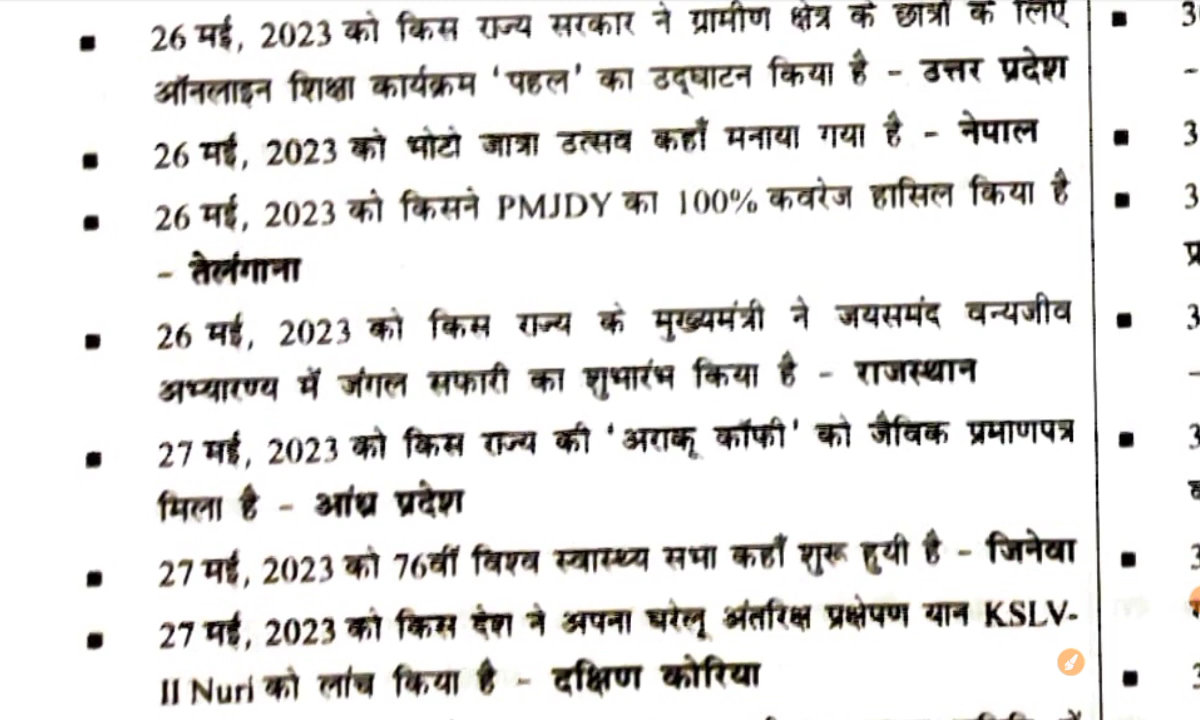 ■ 26 मई, 2023 को किस राज्य सरकार ने ग्रामीण क्षेत्र के छात्रों के लिए
ऑनलाइन शिक्षा कार्यक्रम 'पहल' का उद्घाटन किया है - उत्तर प्रदेश
■ 26 मई, 2023 को भोटो जात्रा उत्सव कहाँ मनाया गया है - नेपाल
■ 26 मई, 2023 को किसने PMJDY का 100% कवरेज हासिल किया है
- तेलंगाना
■ 26 मई, 2023 को किस राज्य के मुख्यमंत्री ने जयसमंद वन्यजीव
अभ्यारण्य में जंगल सफारी का शुभारंभ किया है - राजस्थान
■ 27 मई, 2023 को किस राज्य की 'अराकू कॉफी' को जैविक प्रमाणपत्र
मिला है - आंध्र प्रदेश
■ 27 मई, 2023 को 76वीं विश्व स्वास्थ्य सभा कहाँ शुरू हुयी है - जिनेवा
■ 27 मई, 2023 को किस देश ने अपना घरेलू अंतरिक्ष प्रक्षेपण यान KSLV-
II Nuri को लांच किया है - दक्षिण कोरिया